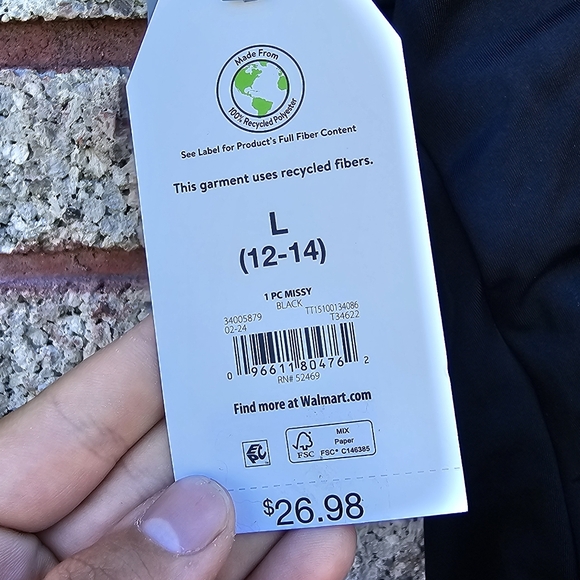 Made From
100% Recycled Polyester
See Label for Product's Full Fiber Content
This garment uses recycled fibers.
L
(12-14)
1 PC MISSY
BLACK
34005879 TT15100134086
02-24 T34622
0 96611 80476 2
RN# 52469
Find more at Walmart.com
EPC
FSC
MIX
Paper
FSC® C146385
$26.98